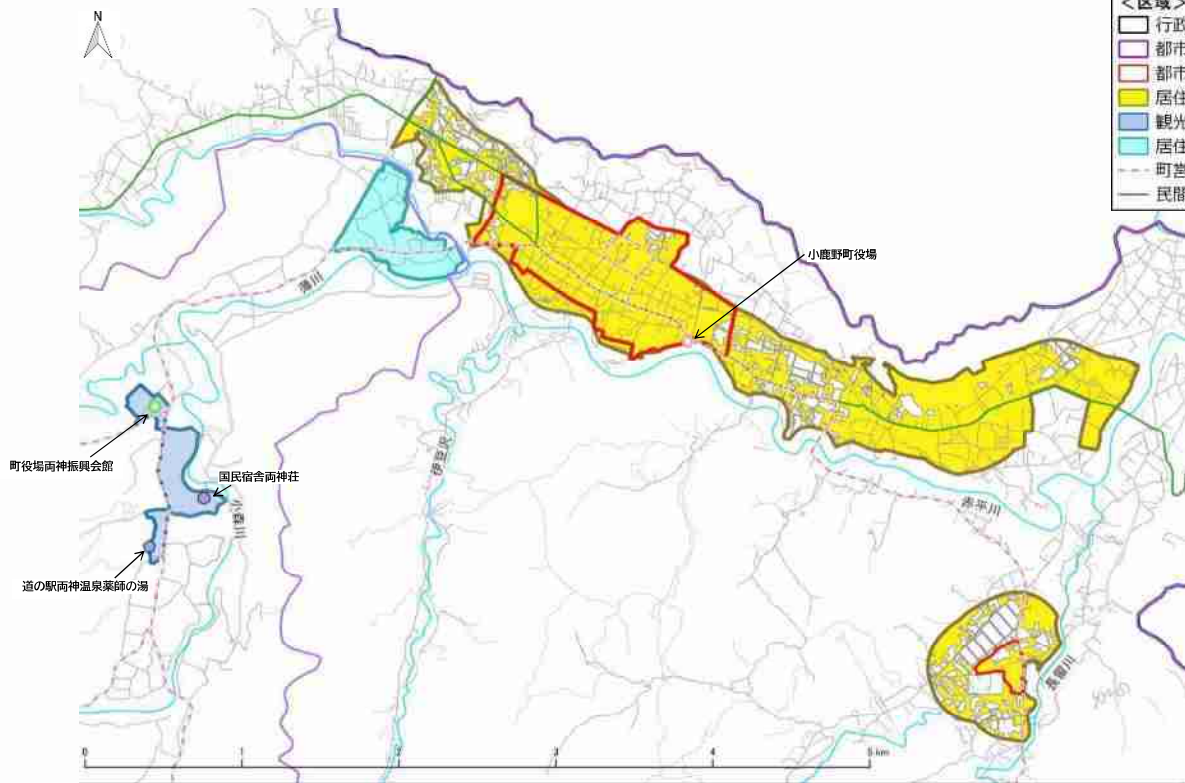 N
<区域>
行政
都市
都市
居住
観光
居住
町営
民間
小鹿野町役場
薄川
町役場両神振興会館
国民宿舎両神荘
伊豆沢
小森川
赤平川
道の駅両神温泉薬師の湯
長留川
0 1 2 3 4 5 km